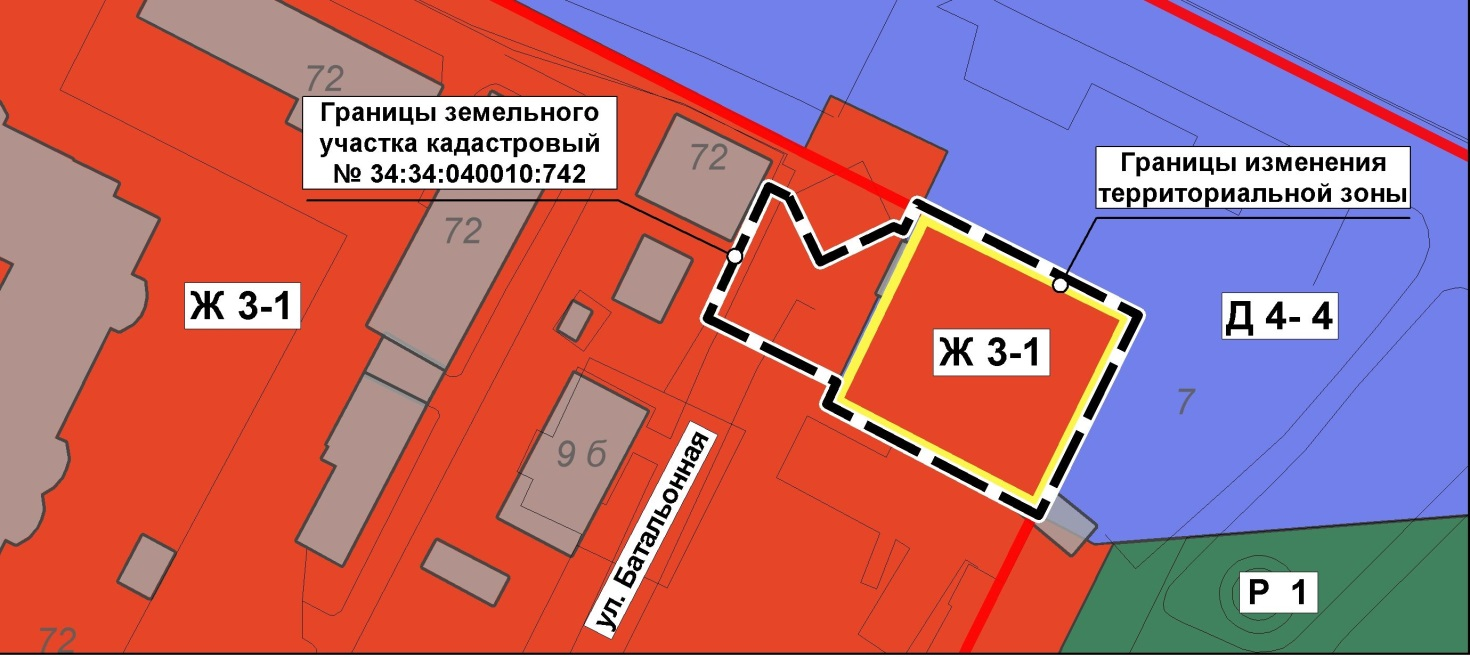 72
Границы земельного
участка кадастровый
№ 34:34:040010:742
72
Границы изменения
территориальной зоны
72
Ж 3-1
Д 4- 4
Ж 3-1
7
9 б
ул. Батальонная
Р 1
72